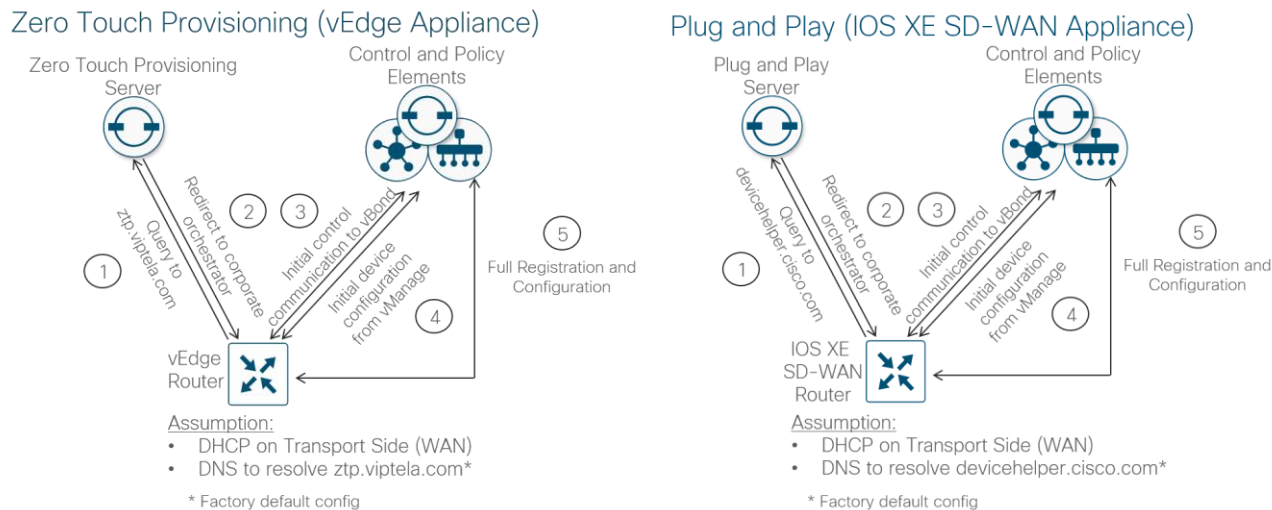 Zero Touch Provisioning (vEdge Appliance)
Zero Touch Provisioning
Server
Control and Policy
Elements
1
Query to
ztp.viptela.com
2
Redirect to corporate
orchestrator
3
Initial control
communication to vBond
Initial device
configuration
from vManage
4
5
Full Registration and
Configuration
vEdge
Router
Assumption:
• DHCP on Transport Side (WAN)
• DNS to resolve ztp.viptela.com*
* Factory default config
Plug and Play (IOS XE SD-WAN Appliance)
Plug and Play
Server
Control and Policy
Elements
1
Query to
devicehelper.cisco.com
2
Redirect to corporate
orchestrator
3
Initial control
communication to vBond
Initial device
configuration
from vManage
4
5
Full Registration and
Configuration
IOS XE
SD-WAN
Router
Assumption:
• DHCP on Transport Side (WAN)
• DNS to resolve devicehelper.cisco.com*
* Factory default config